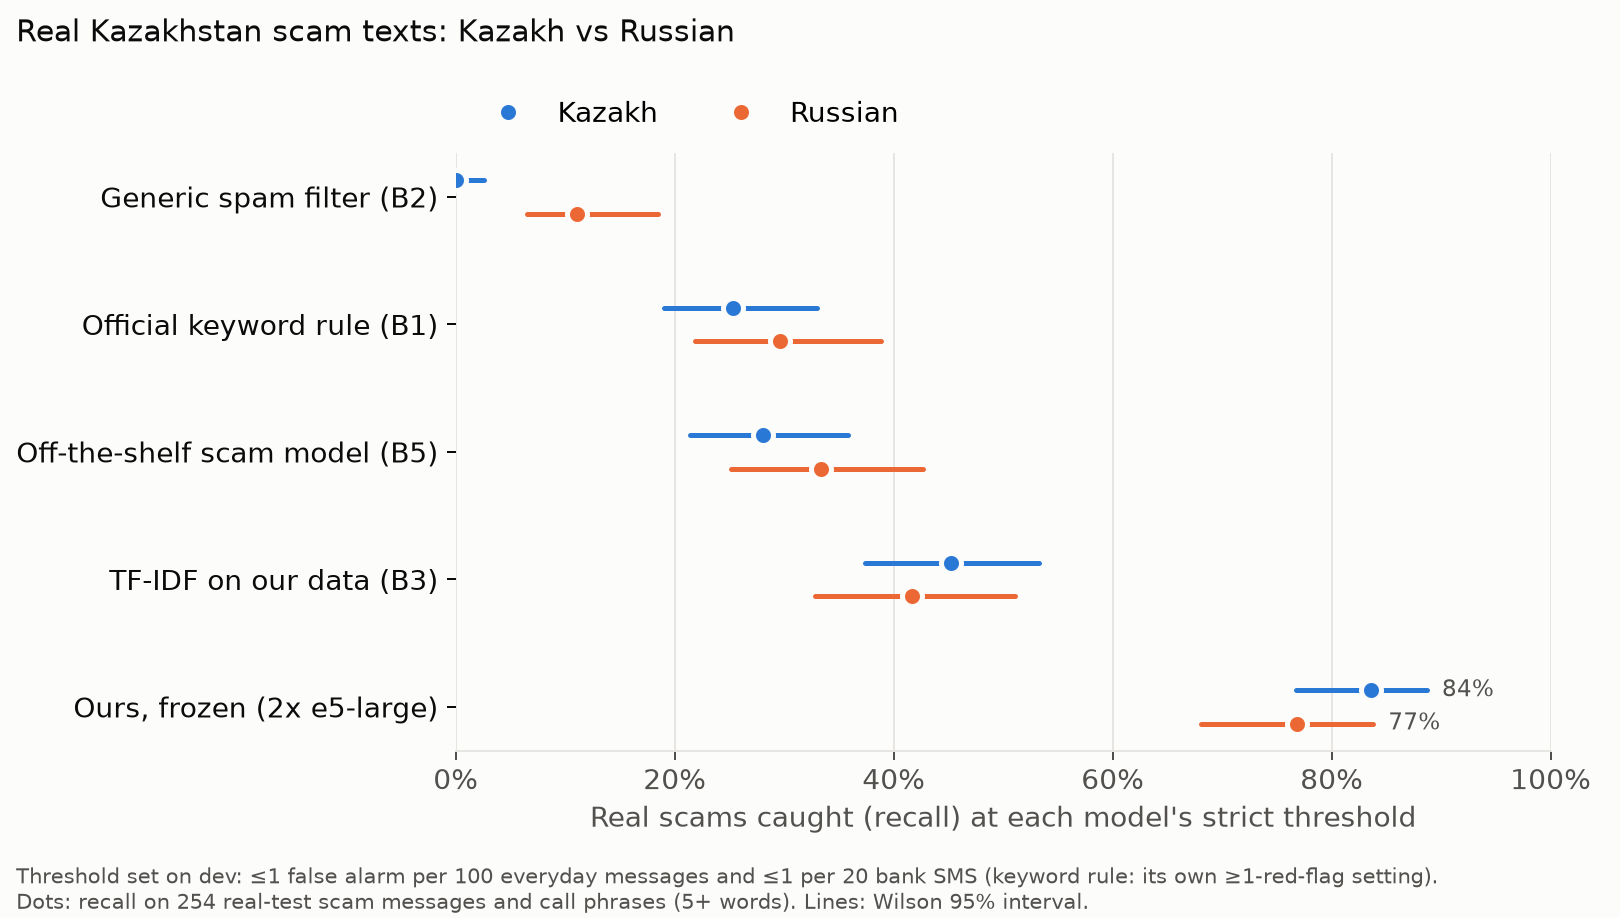 Real Kazakhstan scam texts: Kazakh vs Russian
Kazakh
Russian
Generic spam filter (B2)
Official keyword rule (B1)
Off-the-shelf scam model (B5)
TF-IDF on our data (B3)
Ours, frozen (2x e5-large)
84%
77%
0%
20%
40%
60%
80%
100%
Real scams caught (recall) at each model's strict threshold
Threshold set on dev: ≤1 false alarm per 100 everyday messages and ≤1 per 20 bank SMS (keyword rule: its own ≥1-red-flag setting).
Dots: recall on 254 real-test scam messages and call phrases (5+ words). Lines: Wilson 95% interval.